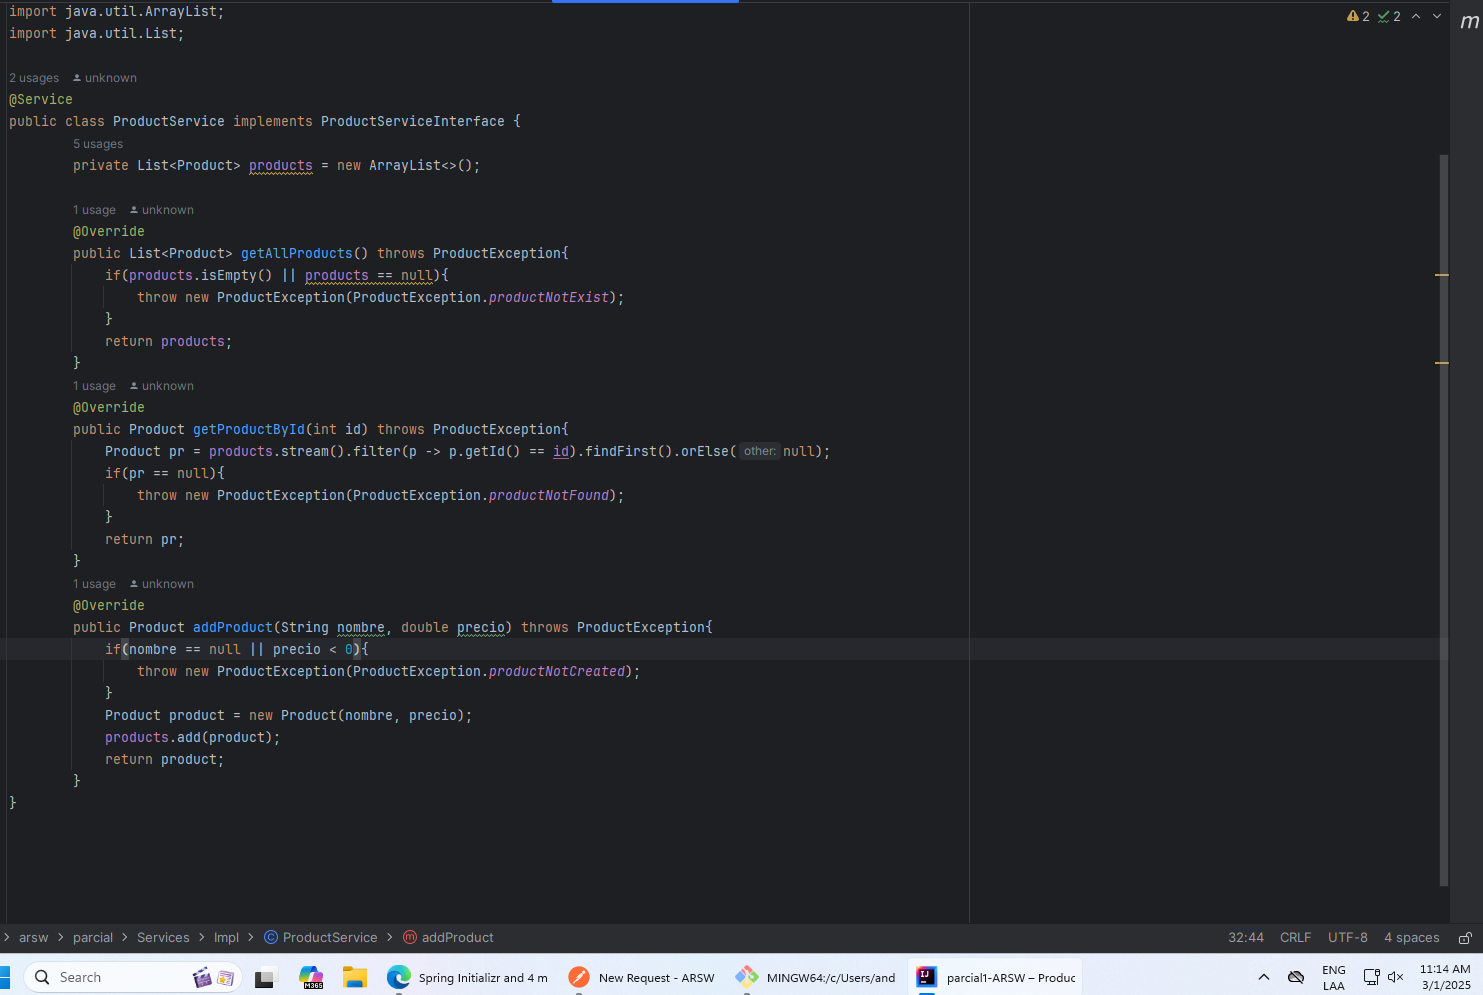 import java.util.ArrayList;
import java.util.List;
2 usages unknown
@Service
public class ProductService implements ProductServiceInterface {
5 usages
private List<Product> products = new ArrayList<>();
1 usage unknown
@Override
public List<Product> getAllProducts() throws ProductException{
if(products.isEmpty() || products == null){
throw new ProductException(ProductException.productNotExist);
}
return products;
}
1 usage unknown
@Override
public Product getProductById(int id) throws ProductException{
Product pr = products.stream().filter(p -> p.getId() == id).findFirst().orElse( other: null);
if(pr == null){
throw new ProductException(ProductException.productNotFound);
}
return pr;
}
1 usage unknown
@Override
public Product addProduct(String nombre, double precio) throws ProductException{
if(nombre == null || precio < 0){
throw new ProductException(ProductException.productNotCreated);
}
Product product = new Product(nombre, precio);
products.add(product);
return product;
}
}
2 2
m
> arsw > parcial > Services > Impl > ProductService > addProduct
32:44 CRLF UTF-8 4 spaces
Search
M365
Spring Initializr and 4 m
New Request - ARSW
MINGW64:/c/Users/and
parcial1-ARSW – Produc
ENG
LAA
11:14 AM
3/1/2025